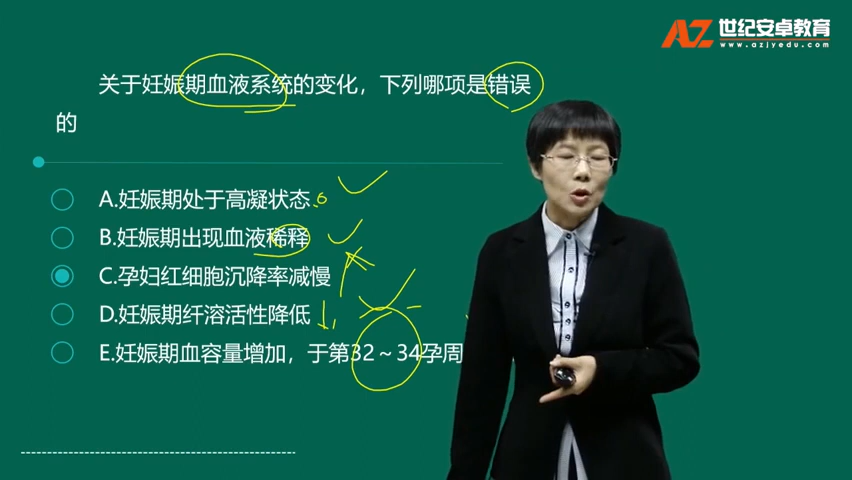 世纪安卓教育
www.azjyedu.com
关于妊娠期血液系统的变化，下列哪项是错误
的
A.妊娠期处于高凝状态
B.妊娠期出现血液稀释
C.孕妇红细胞沉降率减慢
D.妊娠期纤溶活性降低
E.妊娠期血容量增加，于第32～34孕周